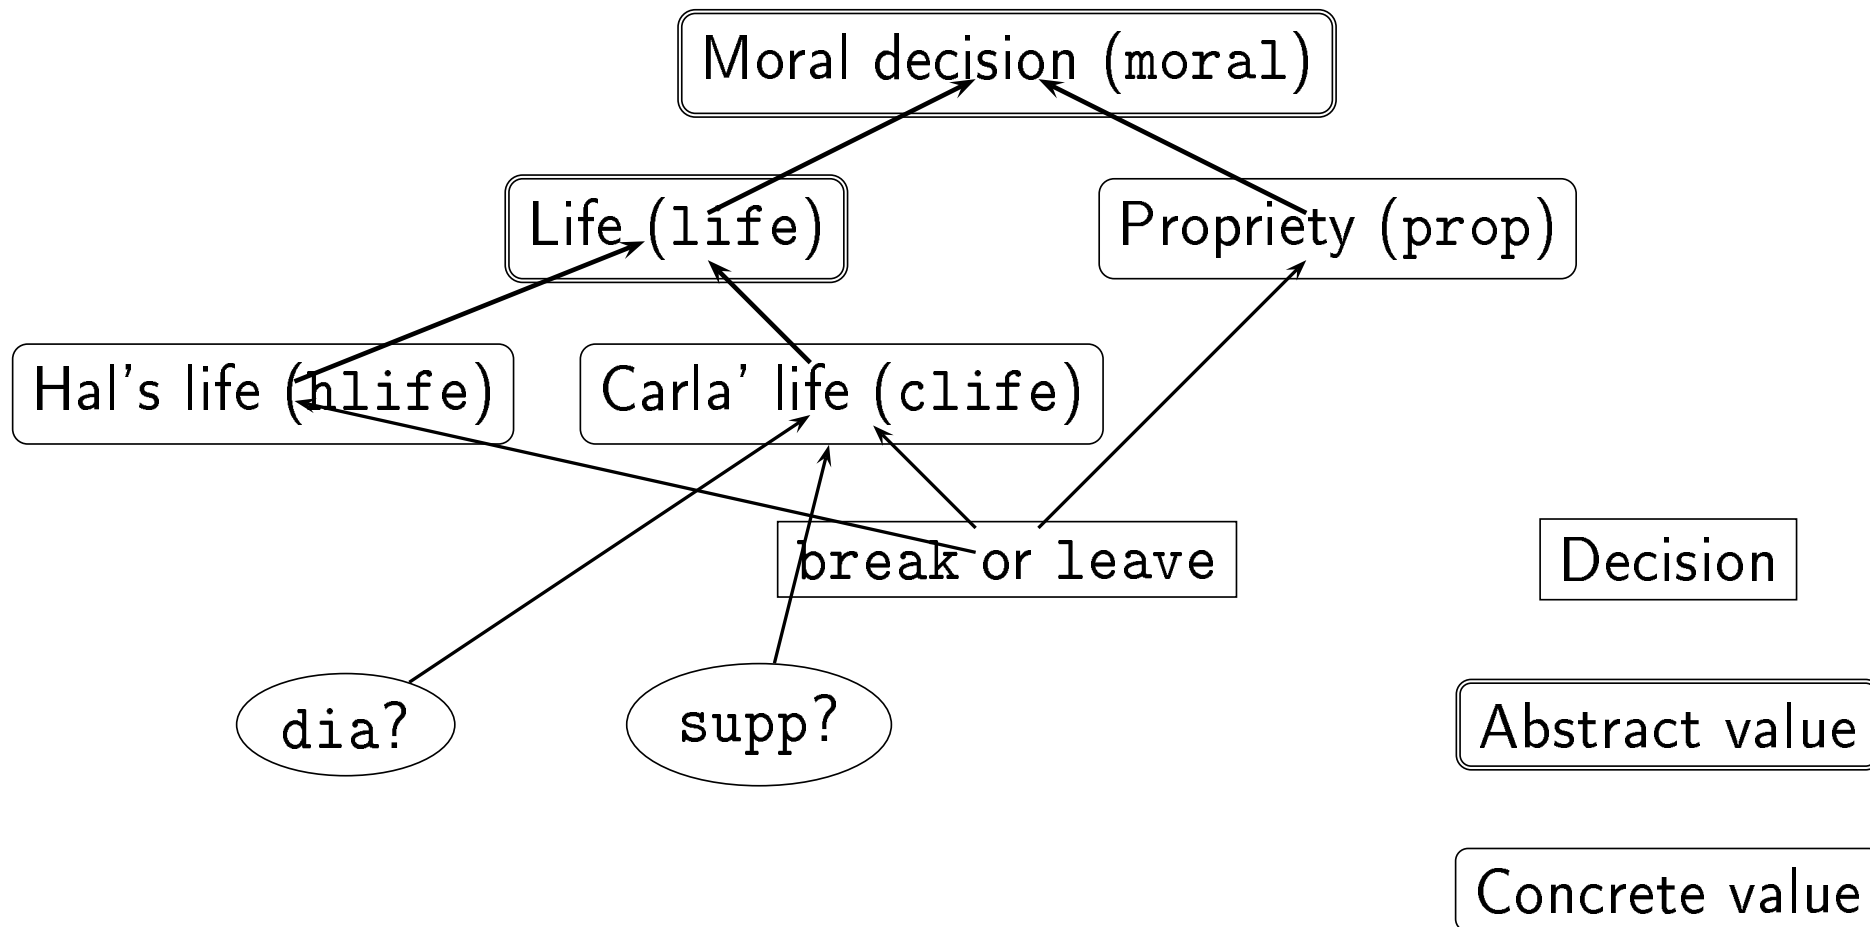 Moral decision (moral)
Life (life)
Propriety (prop)
Hal's life (hlife)
Carla' life (clife)
break or leave
Decision
dia?
supp?
Abstract value
Concrete value